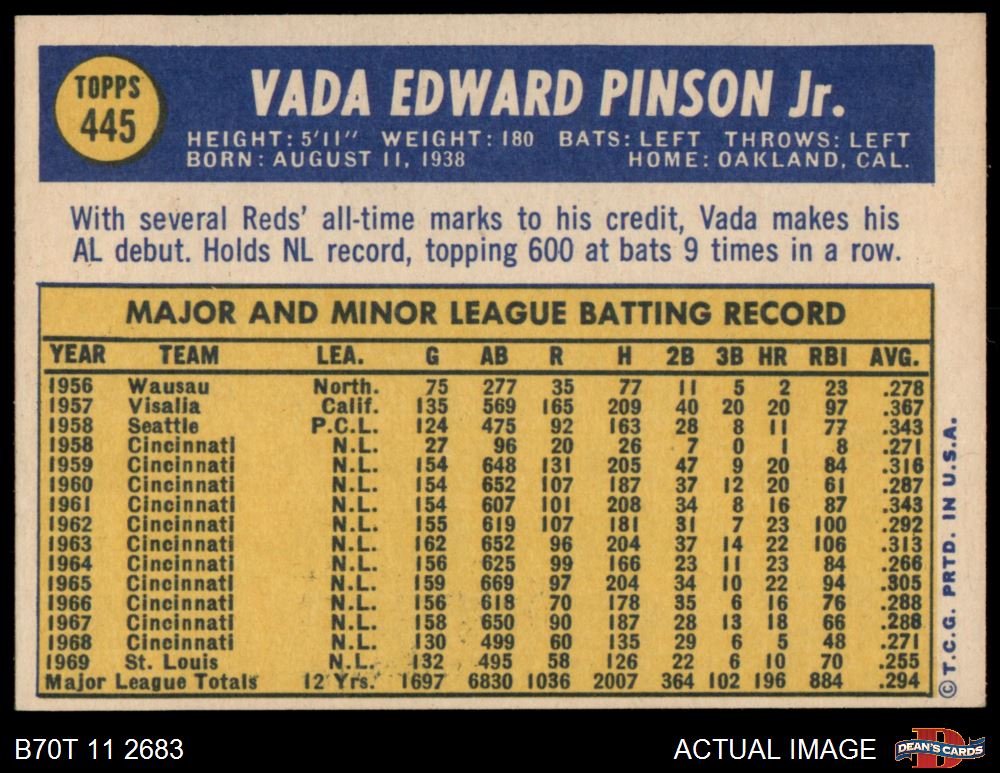 TOPPS
445
VADA EDWARD PINSON Jr.
HEIGHT: 5'11" WEIGHT: 180 BATS: LEFT THROWS: LEFT
BORN: AUGUST 11, 1938 HOME: OAKLAND, CAL.
With several Reds' all-time marks to his credit, Vada makes his
AL debut. Holds NL record, topping 600 at bats 9 times in a row.
MAJOR AND MINOR LEAGUE BATTING RECORD
YEAR TEAM LEA. G AB R H 2B 3B HR RBI AVG.
1956 Wausau North. 75 277 35 77 11 5 2 23 .278
1957 Visalia Calif. 135 569 165 209 40 20 20 97 .367
1958 Seattle P.C.L. 124 475 92 163 28 8 11 77 .343
1958 Cincinnati N.L. 27 96 20 26 7 0 1 8 .271
1959 Cincinnati N.L. 154 648 131 205 47 9 20 84 .316
1960 Cincinnati N.L. 154 652 107 187 37 12 20 61 .287
1961 Cincinnati N.L. 154 607 101 208 34 8 16 87 .343
1962 Cincinnati N.L. 155 619 107 181 31 7 23 100 .292
1963 Cincinnati N.L. 162 652 96 204 37 14 22 106 .313
1964 Cincinnati N.L. 156 625 99 166 23 11 23 84 .266
1965 Cincinnati N.L. 159 669 97 204 34 10 22 94 .305
1966 Cincinnati N.L. 156 618 70 178 35 6 16 76 .288
1967 Cincinnati N.L. 158 650 90 187 28 13 18 66 .288
1968 Cincinnati N.L. 130 499 60 135 29 6 5 48 .271
1969 St. Louis N.L. 132 495 58 126 22 6 10 70 .255
Major League Totals 12 Yrs. 1697 6830 1036 2007 364 102 196 884 .294
© T.C.G. PRTD. IN U.S.A.
B70T 11 2683 ACTUAL IMAGE
D
DEAN'S CARDS